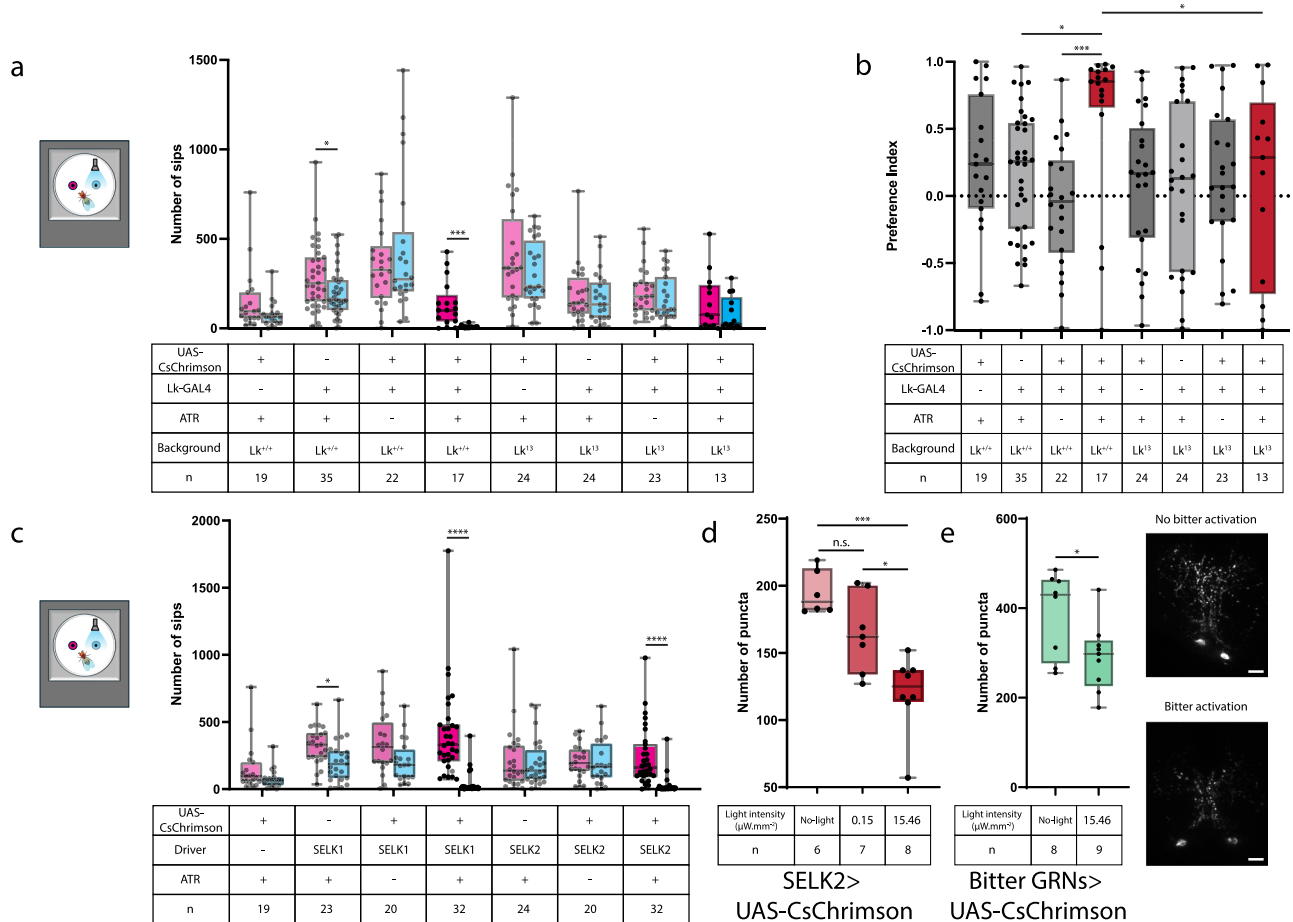 a
Number of sips
1500
1000
500
0
*
***
UAS-CsChrimson + - + + + - + +
Lk-GAL4 - + + + + + + +
ATR + + - + + + - +
Background Lk+/+ Lk+/+ Lk+/+ Lk+/+ Lk13 Lk13 Lk13 Lk13
n 19 35 22 17 24 24 23 13
b
Preference Index
1.0
0.5
0.0
-0.5
-1.0
*
*
***
UAS-CsChrimson + - + + + - + +
Lk-GAL4 - + + + - + + +
ATR + + - + + + - +
Background Lk+/+ Lk+/+ Lk+/+ Lk+/+ Lk13 Lk13 Lk13 Lk13
n 19 35 22 17 24 24 23 13
c
Number of sips
2000
1500
1000
500
0
*
****
****
UAS-CsChrimson + - + + - + +
Driver - SELK1 SELK1 SELK1 SELK2 SELK2 SELK2
ATR + + - + + - +
n 19 23 20 32 24 20 32
d
Number of puncta
250
200
150
100
50
***
n.s.
*
Light intensity (µW.mm-2) No-light 0.15 15.46
n 6 7 8
SELK2>
UAS-CsChrimson
e
Number of puncta
600
400
200
0
*
Light intensity (µW.mm-2) No-light 15.46
n 8 9
Bitter GRNs>
UAS-CsChrimson
No bitter activation
Bitter activation